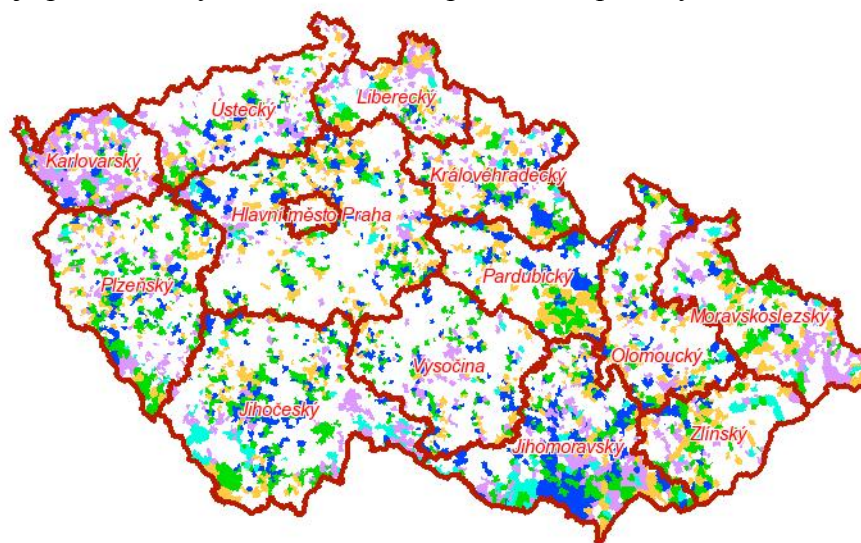 Liberecký
Ústecký
Karlovarský
Královéhradecký
Hlavní město Praha
Pardubický
Plzeňský
Moravskoslezský
Olomoucký
Vysočina
Jihočeský
Zlínský
Jihomoravský